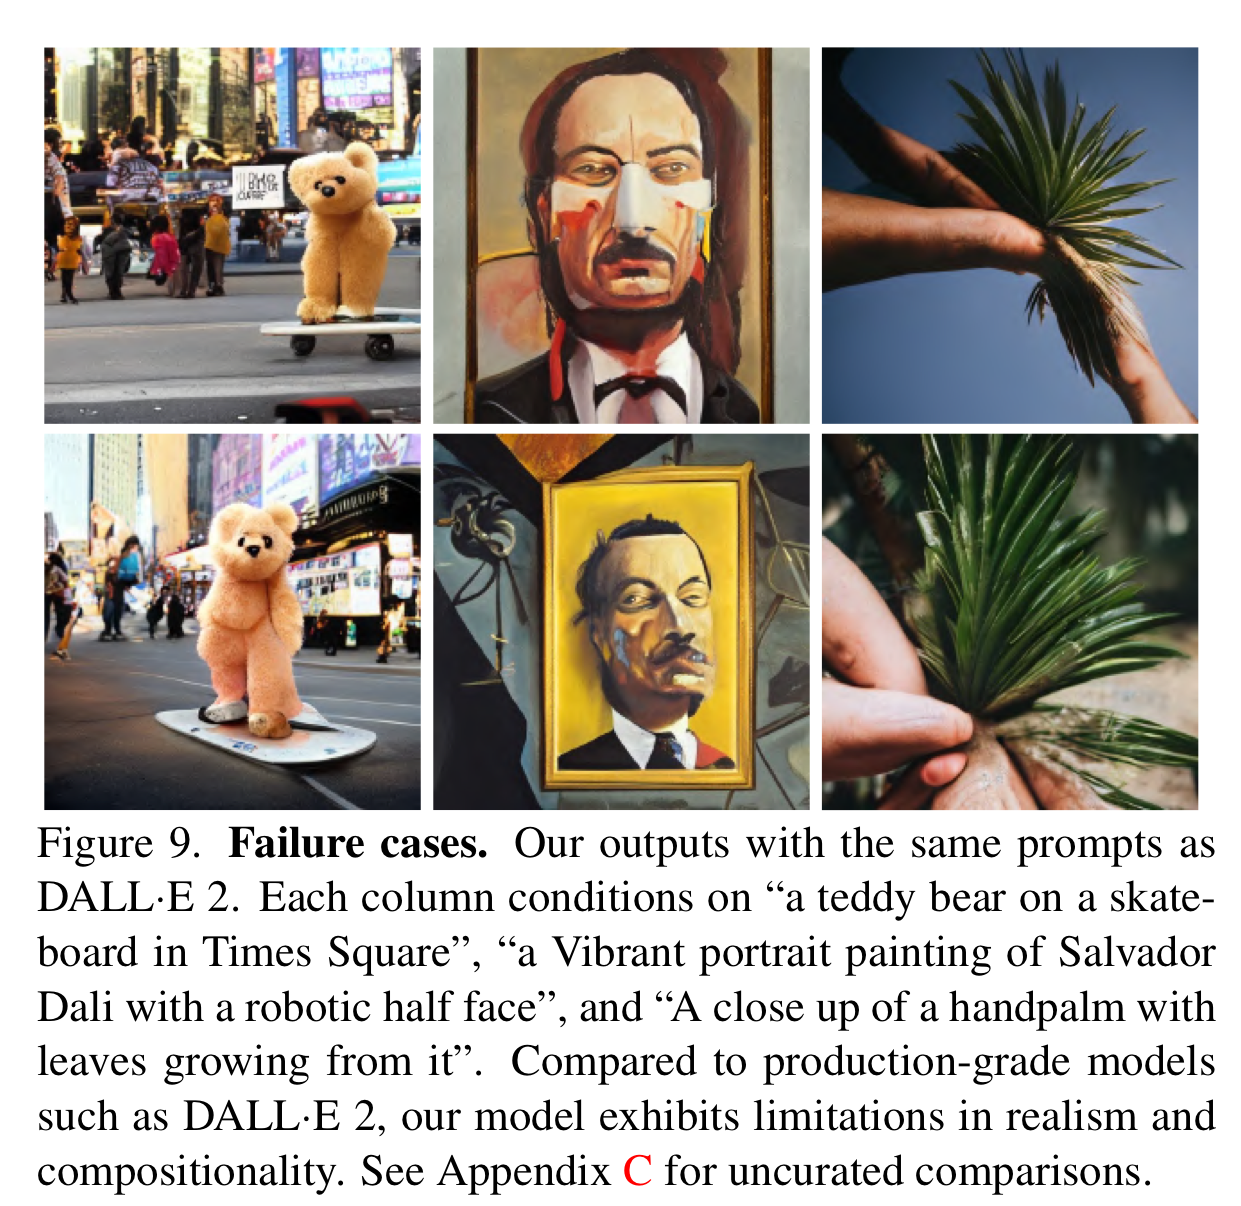 Figure 9. Failure cases. Our outputs with the same prompts as
DALL·E 2. Each column conditions on “a teddy bear on a skate-
board in Times Square”, “a Vibrant portrait painting of Salvador
Dali with a robotic half face”, and “A close up of a handpalm with
leaves growing from it”. Compared to production-grade models
such as DALL·E 2, our model exhibits limitations in realism and
compositionality. See Appendix C for uncurated comparisons.